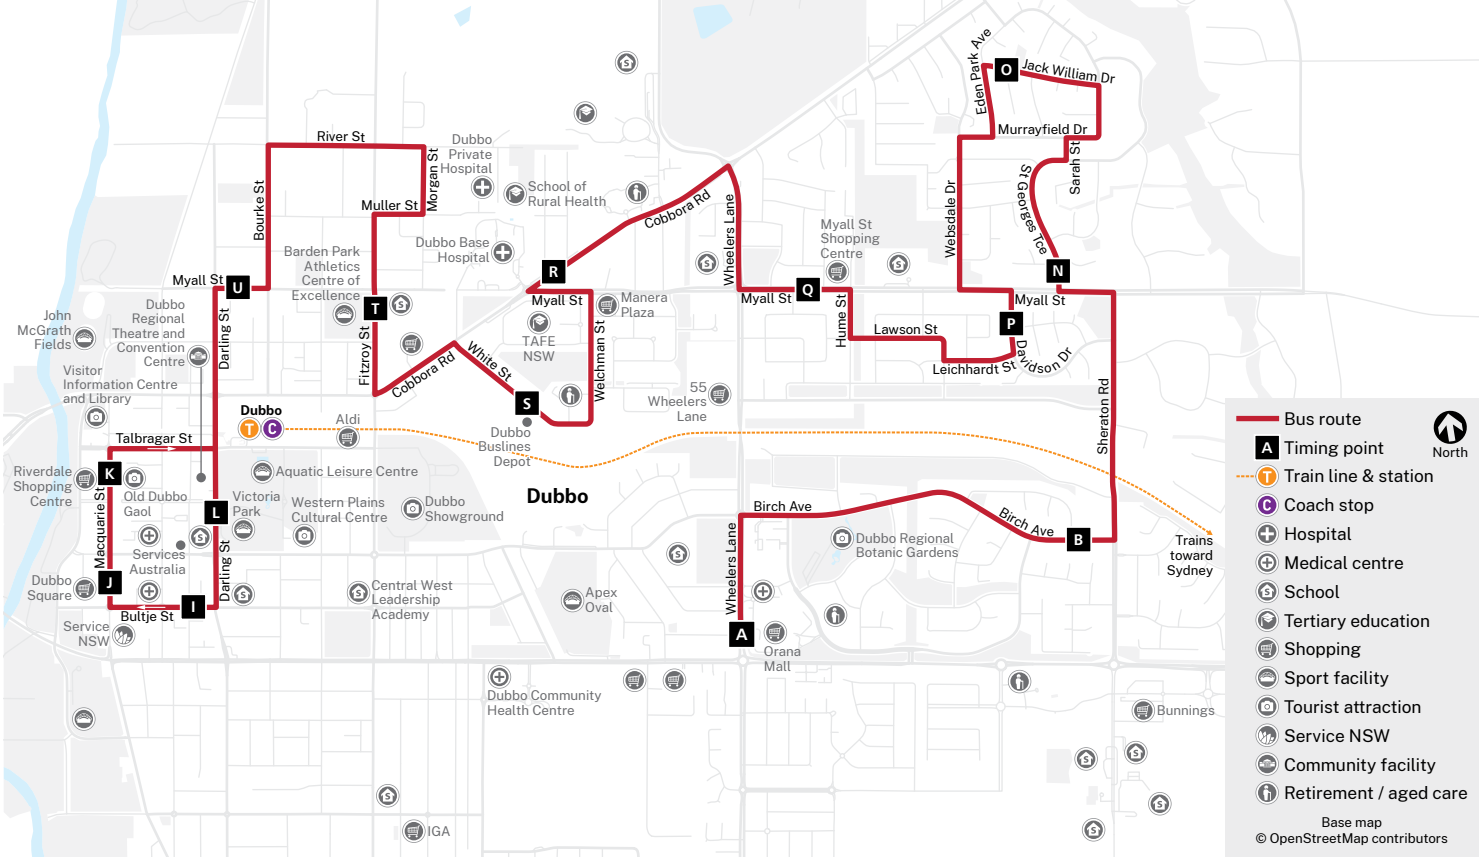 River St
Morgan St
Muller St
Bourke St
Dubbo
Private
Hospital
School of
Rural Health
Dubbo Base
Hospital
Barden Park
Athletics
Centre of
Excellence
Myall St
U
T
R
Myall St
Cobbora Rd
Wheelers Lane
Myall St
Shopping
Centre
Myall St
Q
Hume St
Lawson St
Leichhardt St
Davidson Dr
P
Myall St
N
St Georges Tce
Sarah St
Murrayfield Dr
Jack William Dr
O
Eden Park Ave
Websdale Dr
Sheraton Rd
John
McGrath
Fields
Dubbo
Regional
Theatre and
Convention
Centre
Darling St
Visitor
Information Centre
and Library
Fitzroy St
Cobbora Rd
White St
TAFE
NSW
Manera
Plaza
Welchman St
S
Dubbo
Buslines
Depot
55
Wheelers
Lane
Dubbo
T
C
Aldi
Talbragar St
Riverdale
Shopping
Centre
K
Old Dubbo
Gaol
Macquarie St
L
Victoria
Park
Aquatic Leisure Centre
Western Plains
Cultural Centre
Dubbo
Showground
Dubbo
Services
Australia
Dubbo
Square
J
I
Bultje St
Darling St
Service
NSW
Central West
Leadership
Academy
Apex
Oval
Dubbo Community
Health Centre
IGA
Birch Ave
Birch Ave
B
Wheelers Lane
A
Orana
Mall
Dubbo Regional
Botanic Gardens
Trains
toward
Sydney
Bunnings
Bus route
A Timing point
T Train line & station
C Coach stop
Hospital
Medical centre
S School
Tertiary education
Shopping
Sport facility
Tourist attraction
Service NSW
Community facility
Retirement / aged care
North
Base map
© OpenStreetMap contributors